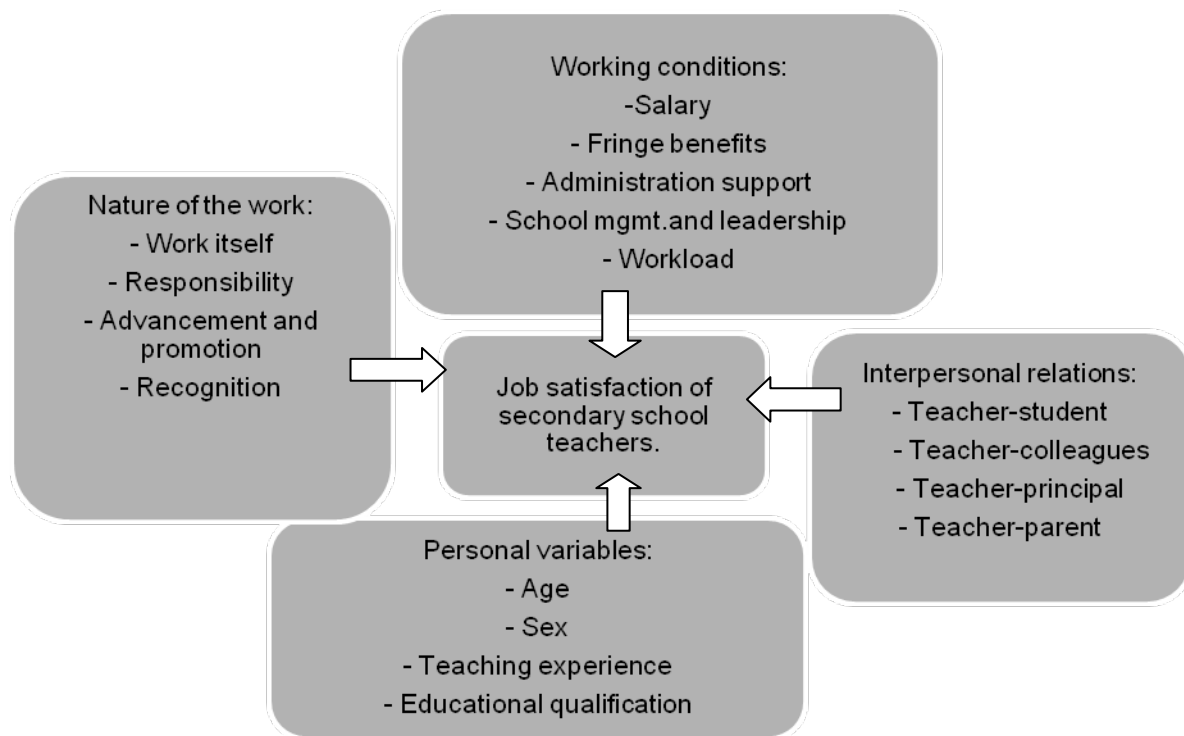 Working conditions:
-Salary
- Fringe benefits
- Administration support
- School mgmt.and leadership
- Workload
Nature of the work:
- Work itself
- Responsibility
- Advancement and
promotion
- Recognition
Job satisfaction of
secondary school
teachers.
Interpersonal relations:
- Teacher-student
- Teacher-colleagues
- Teacher-principal
- Teacher-parent
Personal variables:
- Age
- Sex
- Teaching experience
- Educational qualification